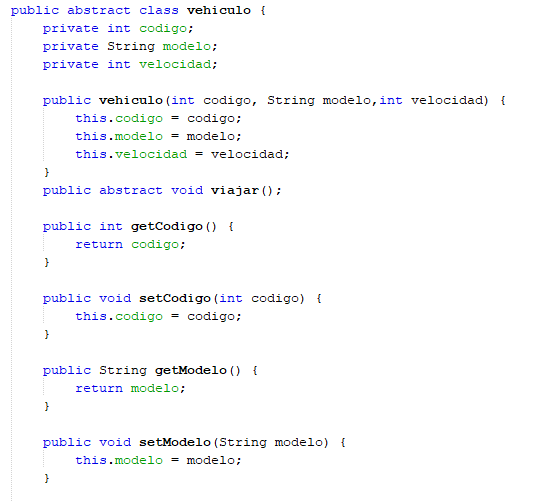 public abstract class vehiculo {
    private int codigo;
    private String modelo;
    private int velocidad;

    public vehiculo(int codigo, String modelo,int velocidad) {
        this.codigo = codigo;
        this.modelo = modelo;
        this.velocidad = velocidad;
    }
    public abstract void viajar();

    public int getCodigo() {
        return codigo;
    }

    public void setCodigo(int codigo) {
        this.codigo = codigo;
    }

    public String getModelo() {
        return modelo;
    }

    public void setModelo(String modelo) {
        this.modelo = modelo;
    }